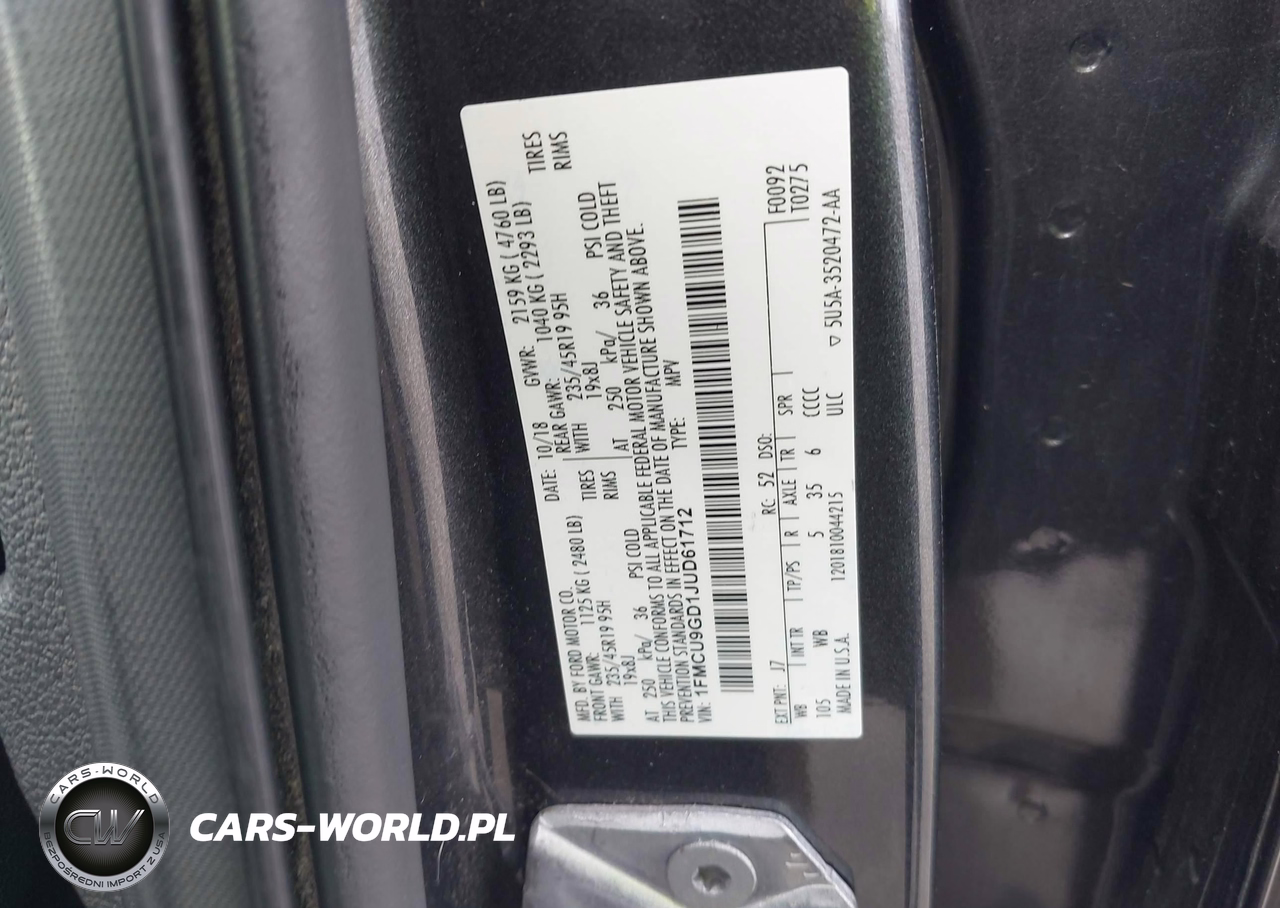 MFD. BY FORD MOTOR CO. DATE: 10/18 GVWR: 2159 KG ( 4760 LB)
FRONT GAWR: 1125 KG ( 2480 LB) REAR GAWR: 1040 KG ( 2293 LB)
WITH 235/45R19 95H TIRES WITH 235/45R19 95H TIRES
19x8J RIMS 19x8J RIMS
AT 250 kPa/ 36 PSI COLD AT 250 kPa/ 36 PSI COLD
THIS VEHICLE CONFORMS TO ALL APPLICABLE FEDERAL MOTOR VEHICLE SAFETY AND THEFT
PREVENTION STANDARDS IN EFFECT ON THE DATE OF MANUFACTURE SHOWN ABOVE.
VIN: 1FMCU9GD1JUD61712 TYPE: MPV
EXT PNT: J7 RC: 52 DSO: F0092
WB INT TR TP/PS R AXLE TR SPR T0275
105 WB 5 35 6 CCCC
MADE IN U.S.A. 1201810044215 ULC ▽ 5U5A-3520472-AA
CARS-WORLD
CW
BEZPOŚREDNI IMPORT Z USA
CARS-WORLD.PL